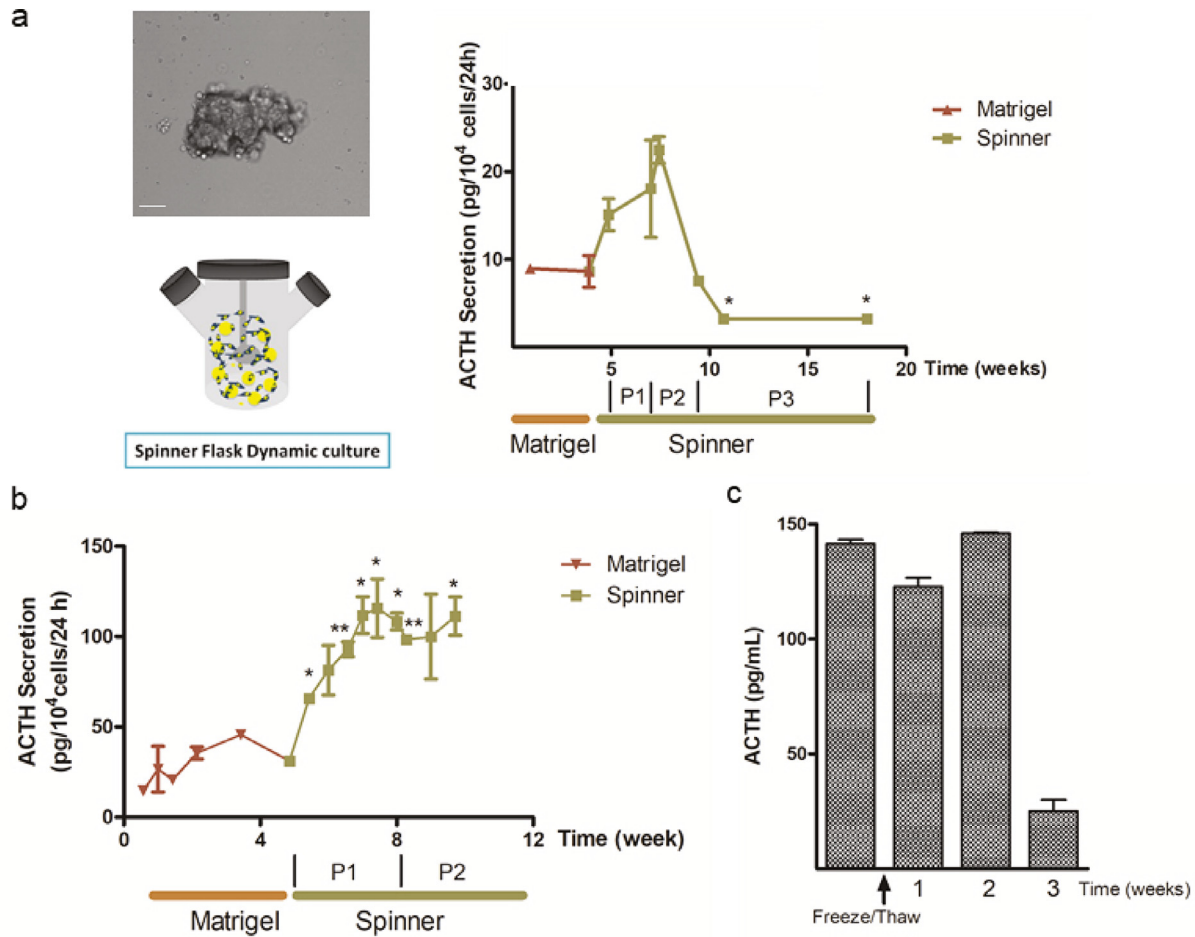 a
30
20
10
ACTH Secretion (pg/10⁴ cells/24h)
Matrigel
Spinner
*
*
5
10
15
20
Time (weeks)
P1
P2
P3
Matrigel
Spinner
Spinner Flask Dynamic culture
b
150
100
50
0
ACTH Secretion
(pg/10⁴cells/24 h)
Matrigel
Spinner
*
*
*
*
*
**
**
0
4
8
12
Time (week)
P1
P2
Matrigel
Spinner
c
150
100
50
ACTH (pg/mL)
1
2
3
Time (weeks)
Freeze/Thaw